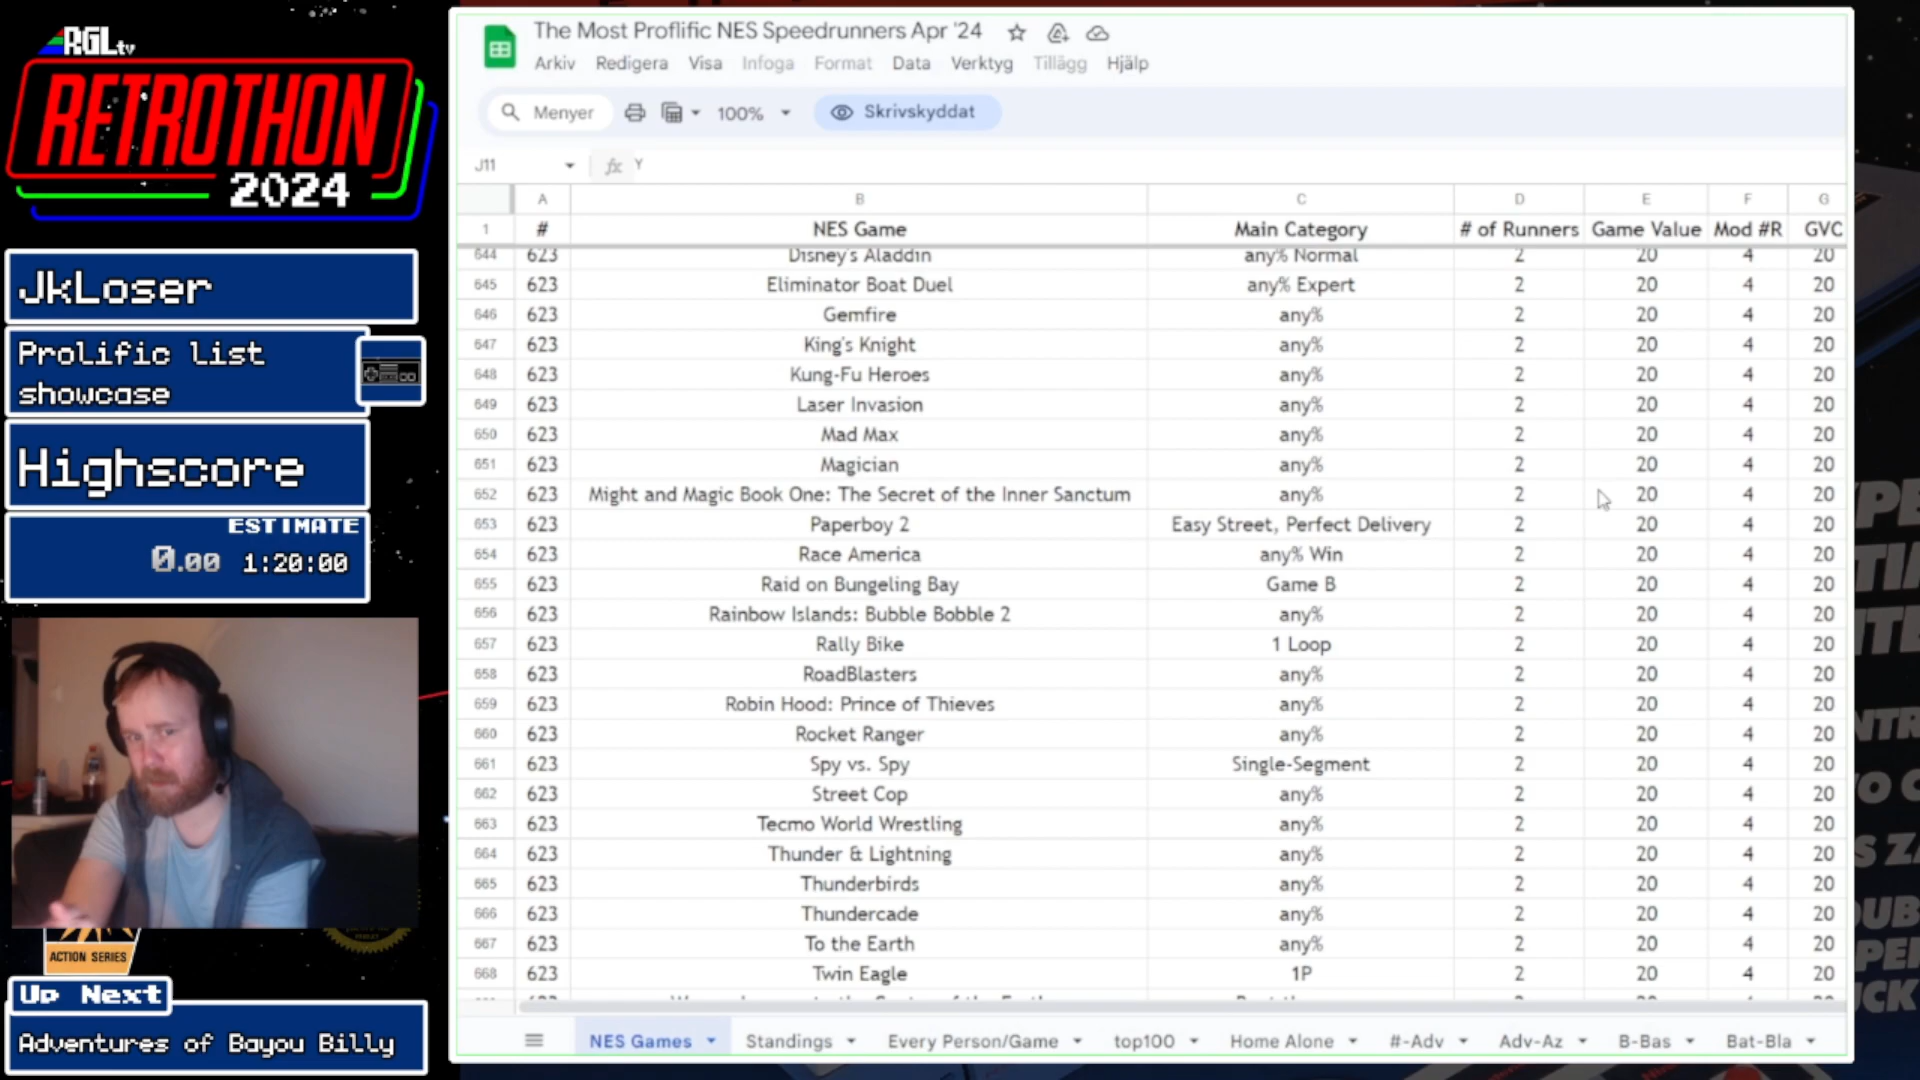 RGLtv
RETROTHON
2024
JkLoser
Prolific list
showcase
Highscore
ESTIMATE
0.00 1:20:00
ACTION SERIES
Up Next
Adventures of Bayou Billy
The Most Proflific NES Speedrunners Apr '24
Arkiv Redigera Visa Infoga Format Data Verktyg Tillägg Hjälp
Menyer 100% Skrivskyddat
J11 fx Y
A B C D E F G
1 # NES Game Main Category # of Runners Game Value Mod #R GVC
644 623 Disney's Aladdin any% Normal 2 20 4 20
645 623 Eliminator Boat Duel any% Expert 2 20 4 20
646 623 Gemfire any% 2 20 4 20
647 623 King's Knight any% 2 20 4 20
648 623 Kung-Fu Heroes any% 2 20 4 20
649 623 Laser Invasion any% 2 20 4 20
650 623 Mad Max any% 2 20 4 20
651 623 Magician any% 2 20 4 20
652 623 Might and Magic Book One: The Secret of the Inner Sanctum any% 2 20 4 20
653 623 Paperboy 2 Easy Street, Perfect Delivery 2 20 4 20
654 623 Race America any% Win 2 20 4 20
655 623 Raid on Bungeling Bay Game B 2 20 4 20
656 623 Rainbow Islands: Bubble Bobble 2 any% 2 20 4 20
657 623 Rally Bike 1 Loop 2 20 4 20
658 623 RoadBlasters any% 2 20 4 20
659 623 Robin Hood: Prince of Thieves any% 2 20 4 20
660 623 Rocket Ranger any% 2 20 4 20
661 623 Spy vs. Spy Single-Segment 2 20 4 20
662 623 Street Cop any% 2 20 4 20
663 623 Tecmo World Wrestling any% 2 20 4 20
664 623 Thunder & Lightning any% 2 20 4 20
665 623 Thunderbirds any% 2 20 4 20
666 623 Thundercade any% 2 20 4 20
667 623 To the Earth any% 2 20 4 20
668 623 Twin Eagle 1P 2 20 4 20
NES Games Standings Every Person/Game top100 Home Alone #-Adv Adv-Az B-Bas Bat-Bla